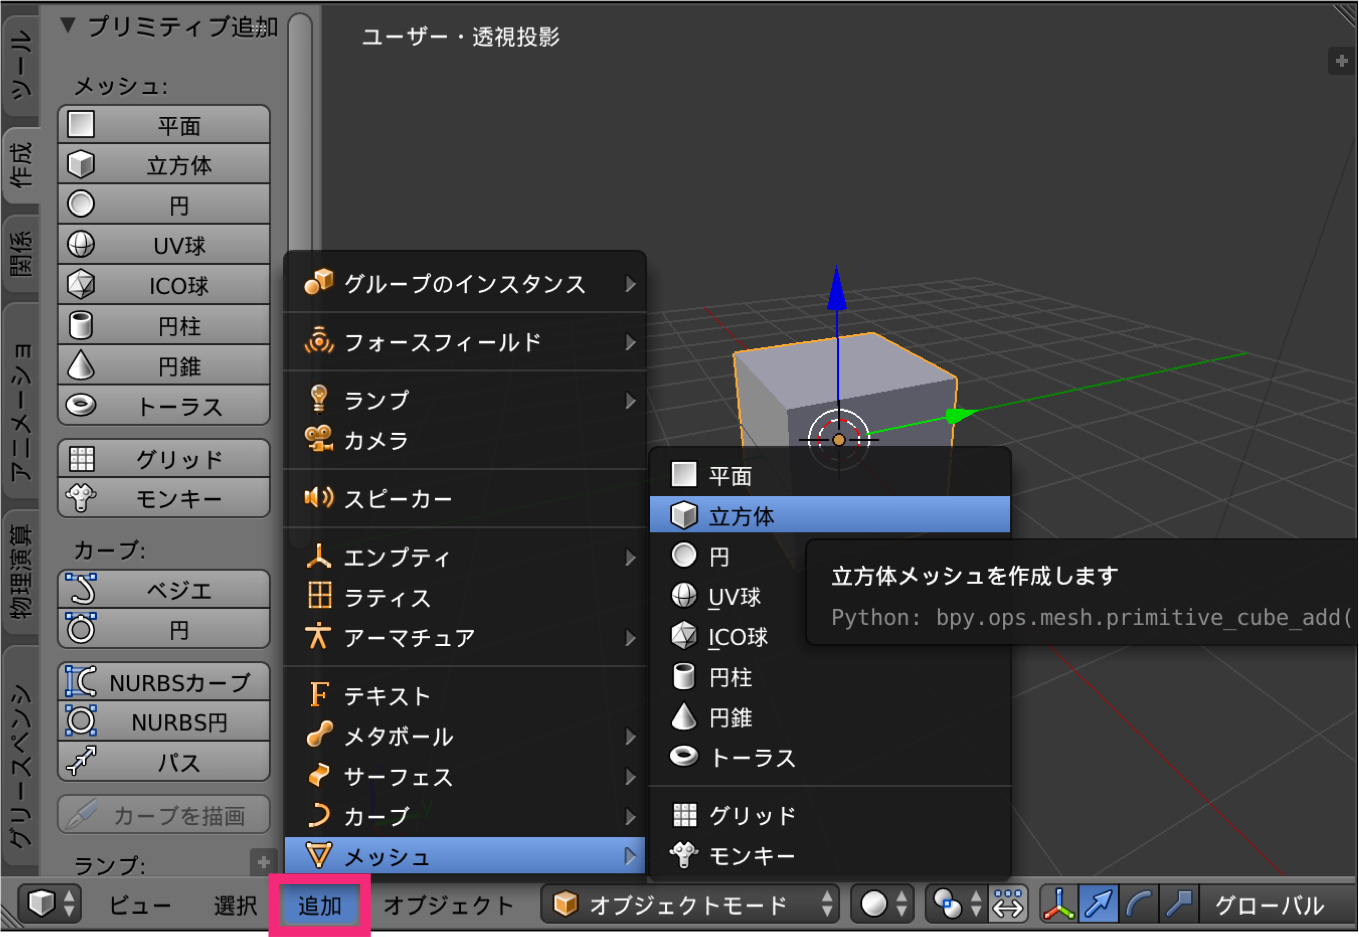 ツール
作成
関係
アニメーショ
物理演算
グリースペンシ
▼ プリミティブ追加
メッシュ:
平面
立方体
円
UV球
ICO球
円柱
円錐
トーラス
グリッド
モンキー
カーブ:
ベジエ
円
NURBSカーブ
NURBS円
パス
カーブを描画
ランプ:
ユーザー・透視投影
グループのインスタンス
フォースフィールド
ランプ
カメラ
スピーカー
エンプティ
ラティス
アーマチュア
テキスト
メタボール
サーフェス
カーブ
メッシュ
平面
立方体
円
UV球
ICO球
円柱
円錐
トーラス
グリッド
モンキー
立方体メッシュを作成します
Python: bpy.ops.mesh.primitive_cube_add(
ビュー 選択 追加 オブジェクト オブジェクトモード グローバル